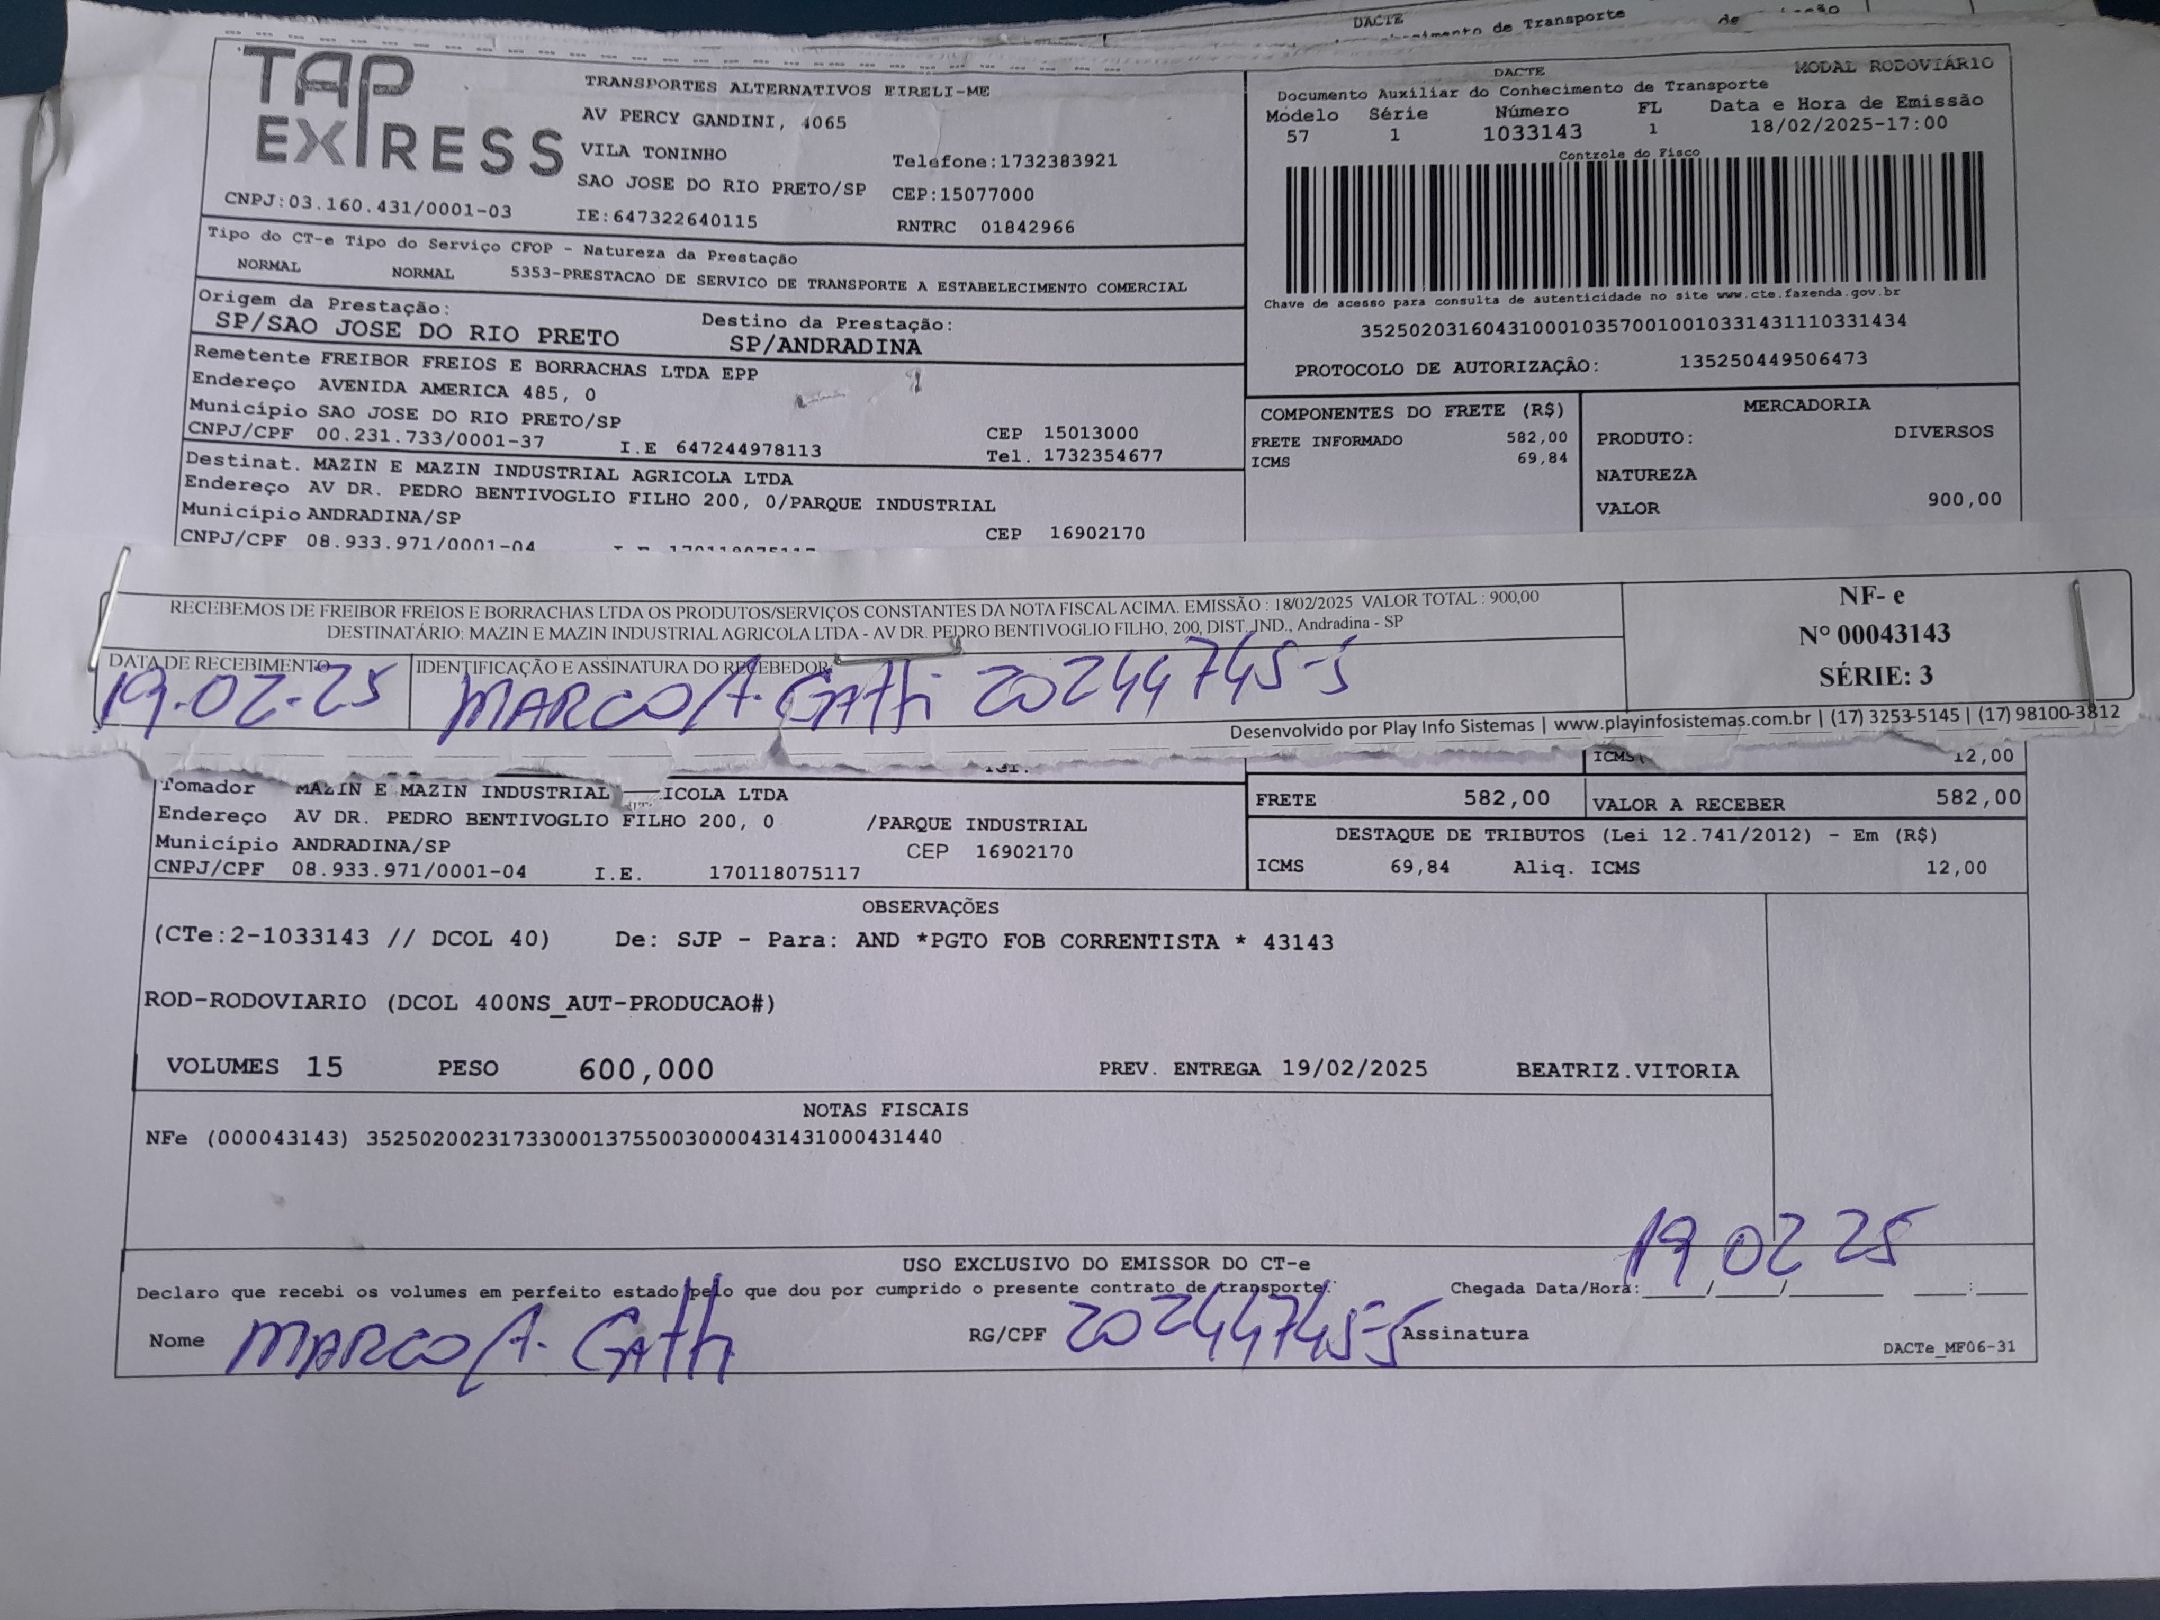 DACTE
de Transporte
TAP
EXPRESS
TRANSPORTES ALTERNATIVOS EIRELI-ME
AV PERCY GANDINI, 4065
VILA TONINHO
Telefone:1732383921
SAO JOSE DO RIO PRETO/SP CEP:15077000
CNPJ:03.160.431/0001-03 IE:647322640115 RNTRC 01842966
DACTE MODAL RODOVIÁRIO
Documento Auxiliar do Conhecimento de Transporte
Modelo Série Número FL Data e Hora de Emissão
57 1 1033143 1 18/02/2025-17:00
Controle do Fisco
Chave de acesso para consulta de autenticidade no site www.cte.fazenda.gov.br
35250203160431000103570010010331431110331434
PROTOCOLO DE AUTORIZAÇÃO: 135250449506473
Tipo do CT-e Tipo do Serviço CFOP - Natureza da Prestação
NORMAL NORMAL 5353-PRESTACAO DE SERVICO DE TRANSPORTE A ESTABELECIMENTO COMERCIAL
Origem da Prestação: Destino da Prestação:
SP/SAO JOSE DO RIO PRETO SP/ANDRADINA
Remetente FREIBOR FREIOS E BORRACHAS LTDA EPP
Endereço AVENIDA AMERICA 485, 0
Município SAO JOSE DO RIO PRETO/SP CEP 15013000
CNPJ/CPF 00.231.733/0001-37 I.E 647244978113 Tel. 1732354677
Destinat. MAZIN E MAZIN INDUSTRIAL AGRICOLA LTDA
Endereço AV DR. PEDRO BENTIVOGLIO FILHO 200, 0/PARQUE INDUSTRIAL
Município ANDRADINA/SP CEP 16902170
CNPJ/CPF 08.933.971/0001-04
COMPONENTES DO FRETE (R$)
FRETE INFORMADO 582,00
ICMS 69,84
MERCADORIA
PRODUTO: DIVERSOS
NATUREZA
VALOR 900,00
RECEBEMOS DE FREIBOR FREIOS E BORRACHAS LTDA OS PRODUTOS/SERVIÇOS CONSTANTES DA NOTA FISCAL ACIMA. EMISSÃO : 18/02/2025 VALOR TOTAL : 900,00
DESTINATÁRIO: MAZIN E MAZIN INDUSTRIAL AGRICOLA LTDA - AV DR. PEDRO BENTIVOGLIO FILHO, 200, DIST. IND., Andradina - SP
NF- e
Nº 00043143
SÉRIE: 3
DATA DE RECEBIMENTO IDENTIFICAÇÃO E ASSINATURA DO RECEBEDOR
19.02.25 MARCO A. GAtti 20244745-5
Desenvolvido por Play Info Sistemas | www.playinfosistemas.com.br | (17) 3253-5145 | (17) 98100-3812
ICMS 12,00
Tomador MAZIN E MAZIN INDUSTRIAL ICOLA LTDA
Endereço AV DR. PEDRO BENTIVOGLIO FILHO 200, 0 /PARQUE INDUSTRIAL
Município ANDRADINA/SP CEP 16902170
CNPJ/CPF 08.933.971/0001-04 I.E. 170118075117
FRETE 582,00 VALOR A RECEBER 582,00
DESTAQUE DE TRIBUTOS (Lei 12.741/2012) - Em (R$)
ICMS 69,84 Aliq. ICMS 12,00
OBSERVAÇÕES
(CTe:2-1033143 // DCOL 40) De: SJP - Para: AND *PGTO FOB CORRENTISTA * 43143
ROD-RODOVIARIO (DCOL 400NS_AUT-PRODUCAO#)
VOLUMES 15 PESO 600,000 PREV. ENTREGA 19/02/2025 BEATRIZ.VITORIA
NOTAS FISCAIS
NFe (000043143) 35250200231733000137550030000431431000431440
USO EXCLUSIVO DO EMISSOR DO CT-e
19 02 25
Declaro que recebi os volumes em perfeito estado pelo que dou por cumprido o presente contrato de transporte. Chegada Data/Hora: / / :
Nome MARCO A. GAtti RG/CPF 20244745-5 Assinatura
DACTe_MF06-31